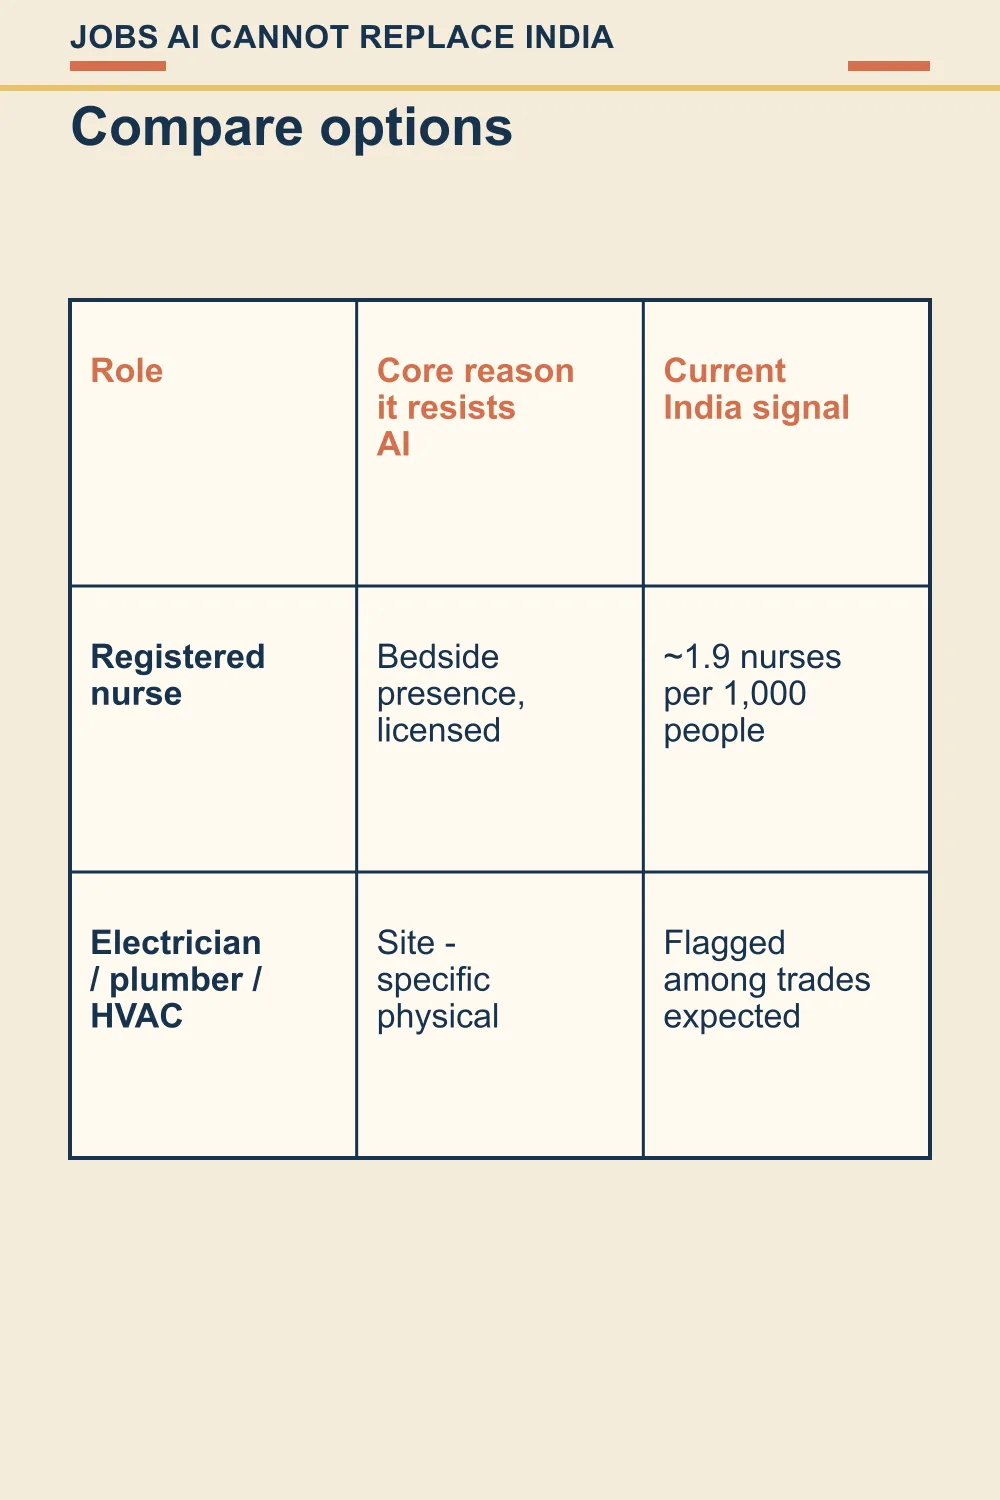 JOBS AI CANNOT REPLACE INDIA
Compare options
Role
Core reason
it resists
AI
Current
India signal
Registered
nurse
Bedside
presence,
licensed
~1.9 nurses
per 1,000
people
Electrician
/ plumber /
HVAC
Site -
specific
physical
Flagged
among trades
expected